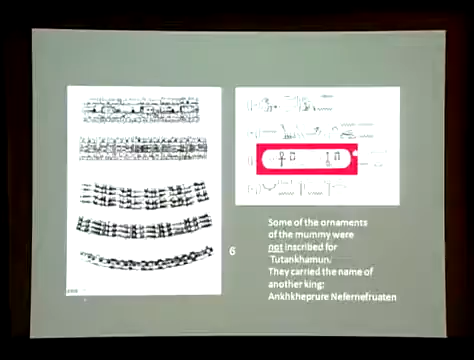 6
Some of the ornaments
of the mummy were
not inscribed for
Tutankhamun.
They carried the name of
another king:
Ankhkheprure Nefernefruaten